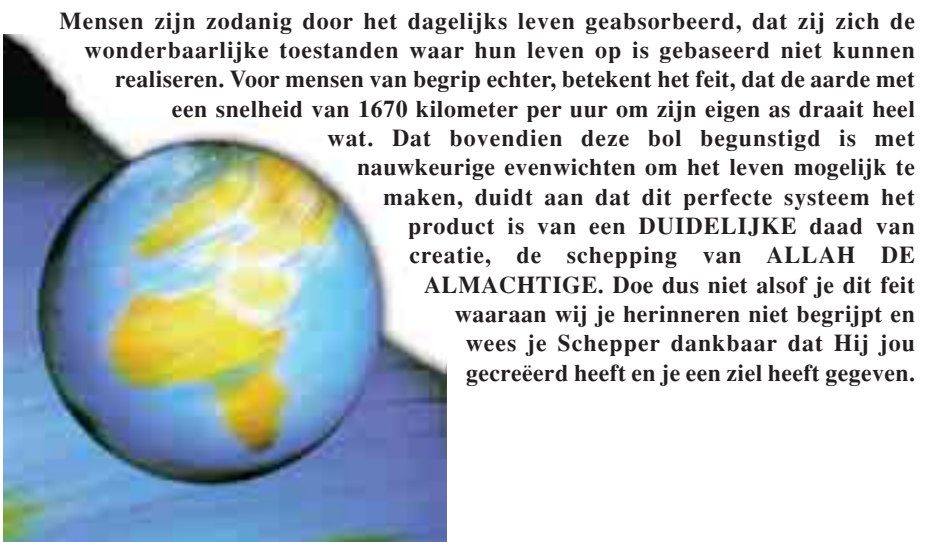 Mensen zijn zodanig door het dagelijks leven geabsorbeerd, dat zij zich de
wonderbaarlijke toestanden waar hun leven op is gebaseerd niet kunnen
realiseren. Voor mensen van begrip echter, betekent het feit, dat de aarde met
een snelheid van 1670 kilometer per uur om zijn eigen as draait heel
wat. Dat bovendien deze bol begunstigd is met
nauwkeurige evenwichten om het leven mogelijk te
maken, duidt aan dat dit perfecte systeem het
product is van een DUIDELIJKE daad van
creatie, de schepping van ALLAH DE
ALMACHTIGE. Doe dus niet alsof je dit feit
waaraan wij je herinneren niet begrijpt en
wees je Schepper dankbaar dat Hij jou
gecreëerd heeft en je een ziel heeft gegeven.